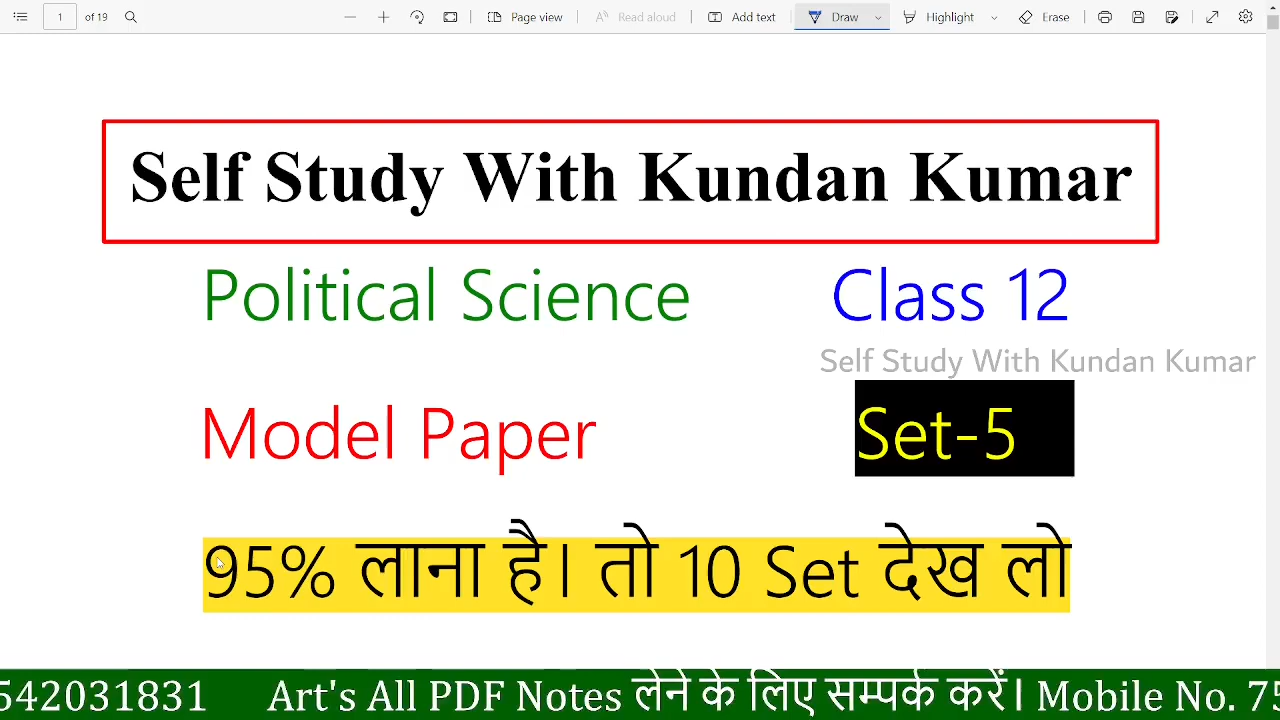 1 of 19 Page view Read aloud Add text Draw Highlight Erase
Self Study With Kundan Kumar
Political Science Class 12
Self Study With Kundan Kumar
Model Paper Set-5
95% लाना है। तो 10 Set देख लो
542031831 Art's All PDF Notes लेने के लिए सम्पर्क करें। Mobile No. 75